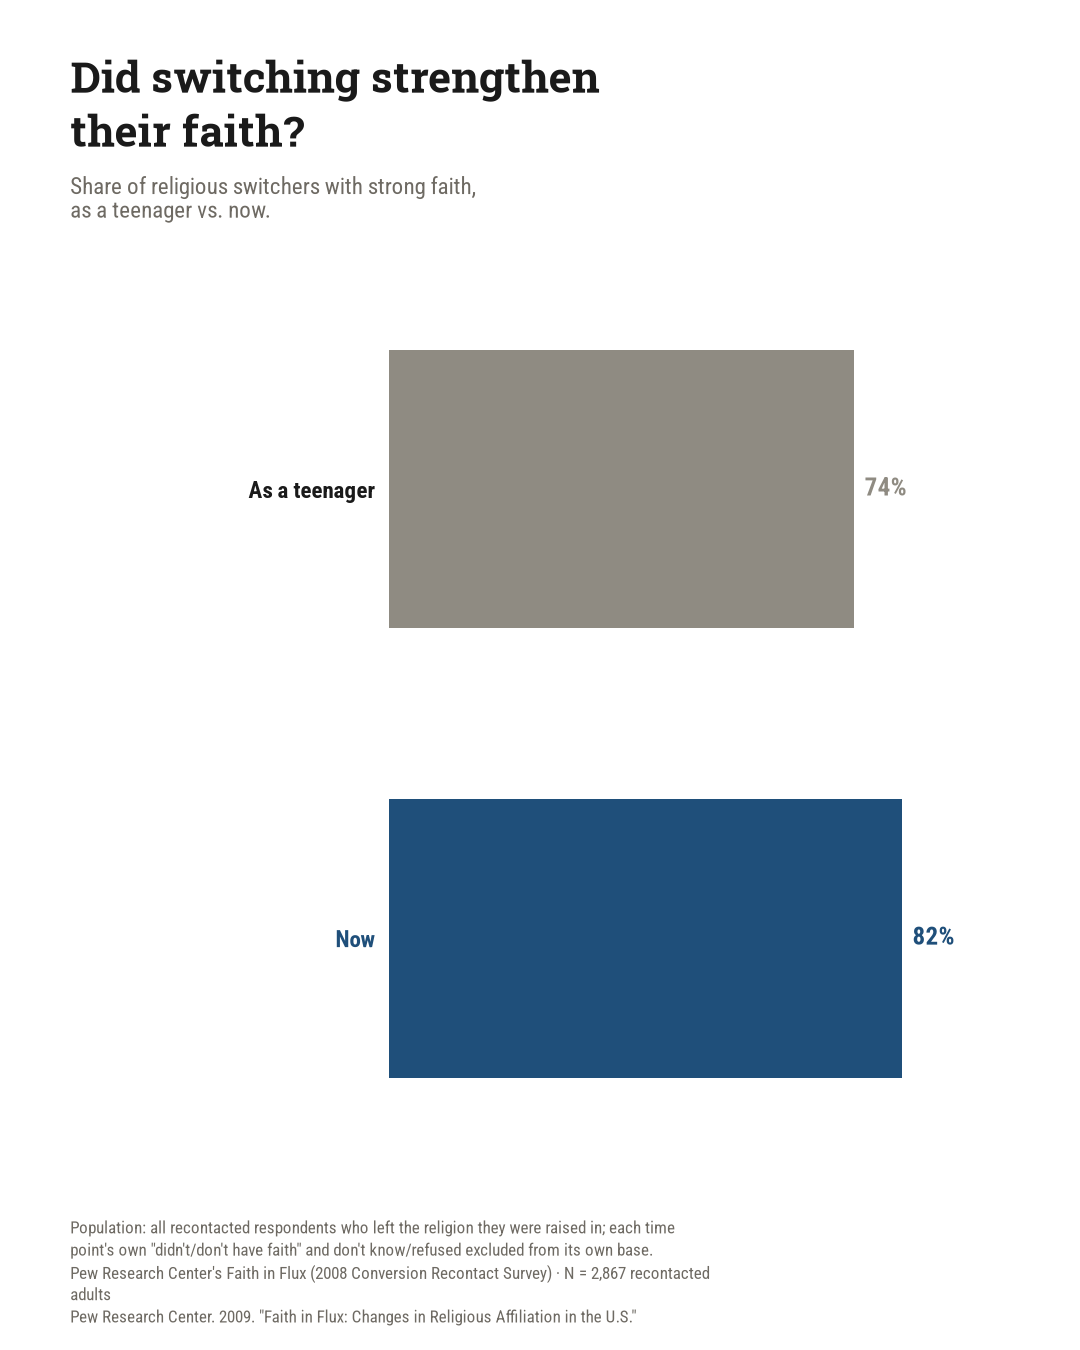 Did switching strengthen
their faith?
Share of religious switchers with strong faith,
as a teenager vs. now.
As a teenager
74%
Now
82%
Population: all recontacted respondents who left the religion they were raised in; each time
point's own "didn't/don't have faith" and don't know/refused excluded from its own base.
Pew Research Center's Faith in Flux (2008 Conversion Recontact Survey) · N = 2,867 recontacted
adults
Pew Research Center. 2009. "Faith in Flux: Changes in Religious Affiliation in the U.S."